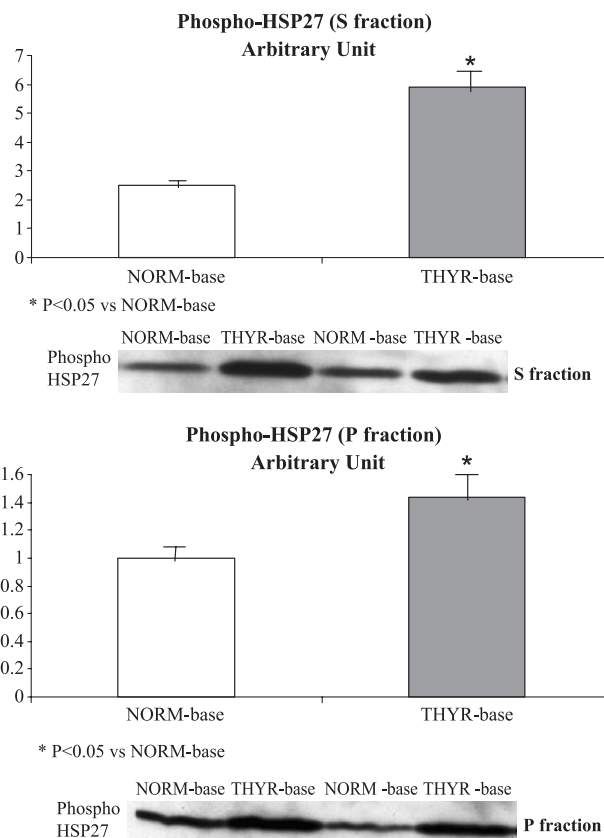 Phospho-HSP27 (S fraction)
Arbitrary Unit
7
6
5
4
3
2
1
0
*
NORM-base THYR-base
* P<0.05 vs NORM-base
NORM-base THYR-base NORM -base THYR -base
Phospho
HSP27
S fraction
Phospho-HSP27 (P fraction)
Arbitrary Unit
1.6
1.4
1.2
1
0.8
0.6
0.4
0.2
0
*
NORM-base THYR-base
* P<0.05 vs NORM-base
NORM-base THYR-base NORM -base THYR -base
Phospho
HSP27
P fraction